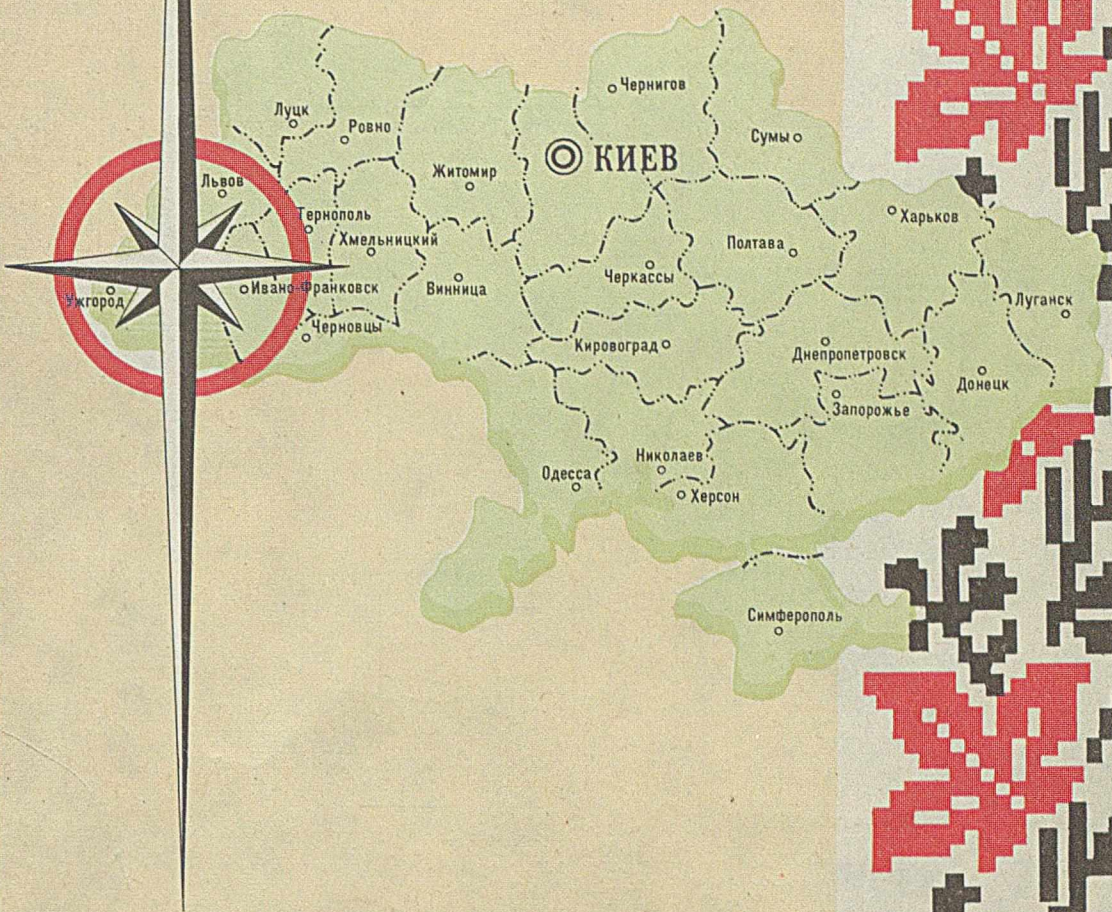 Чернигов
Луцк
Ровно
Сумы
КИЕВ
Житомир
Львов
Тернополь
Харьков
Хмельницкий
Полтава
Черкассы
Ужгород
Ивано-Франковск
Винница
Луганск
Черновцы
Кировоград
Днепропетровск
Донецк
Запорожье
Николаев
Одесса
Херсон
Симферополь